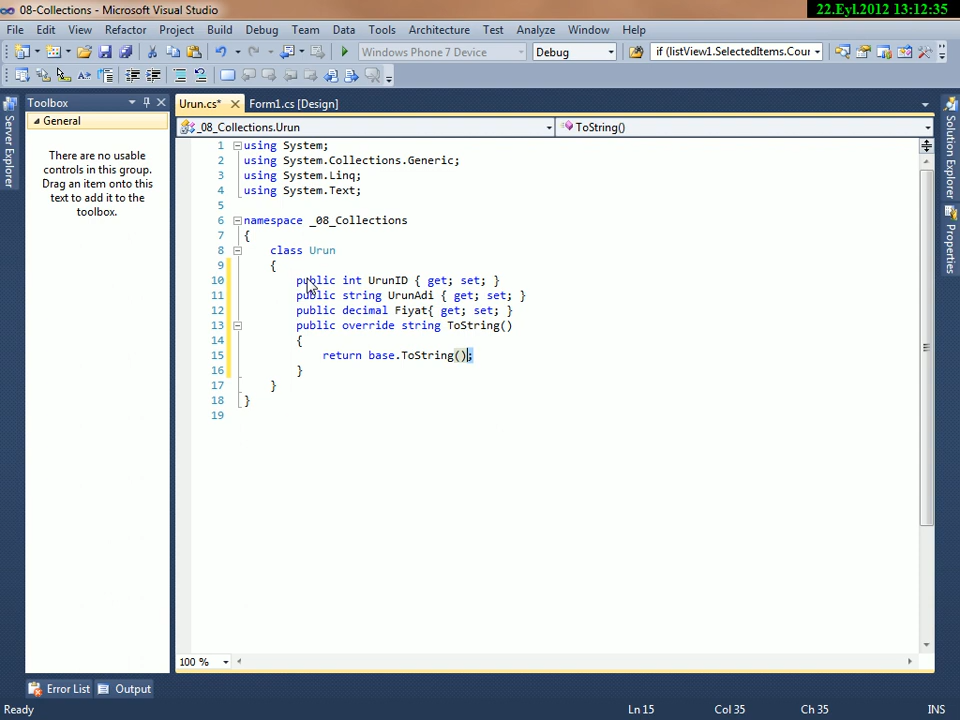 08-Collections - Microsoft Visual Studio
22.Eyl.2012 13:12:35
File Edit View Refactor Project Build Debug Team Data Tools Architecture Test Analyze Window Help
Windows Phone 7 Device Debug if (listView1.SelectedItems.Cour
Toolbox
General
There are no usable
controls in this group.
Drag an item onto this
text to add it to the
toolbox.
Server Explorer
Urun.cs* Form1.cs [Design]
_08_Collections.Urun ToString()
1 using System;
2 using System.Collections.Generic;
3 using System.Linq;
4 using System.Text;
5
6 namespace _08_Collections
7 {
8 class Urun
9 {
10 public int UrunID { get; set; }
11 public string UrunAdi { get; set; }
12 public decimal Fiyat{ get; set; }
13 public override string ToString()
14 {
15 return base.ToString();
16 }
17 }
18 }
19
100 %
Solution Explorer
Properties
Error List Output
Ready Ln 15 Col 35 Ch 35 INS